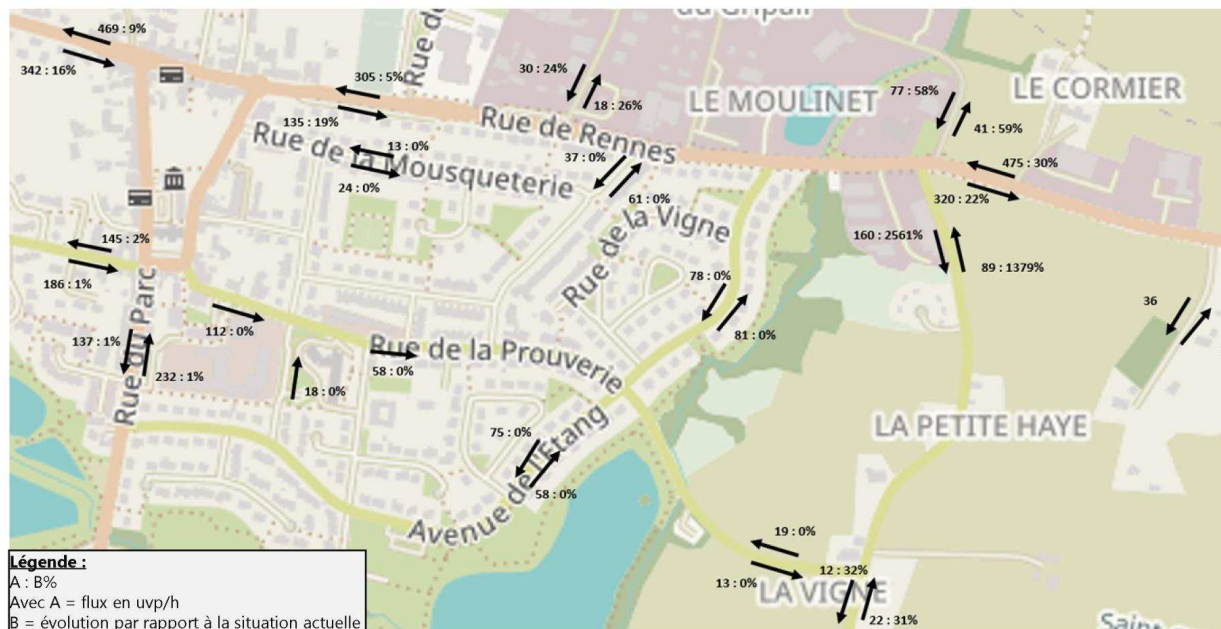 du Gripail
469 : 9%
342 : 16%
Rue de
305 : 5%
135 : 19%
30 : 24%
18 : 26%
LE MOULINET
77 : 58%
41 : 59%
LE CORMIER
Rue de Rennes
475 : 30%
320 : 22%
Rue de la Mousqueterie
13 : 0%
24 : 0%
37 : 0%
61 : 0%
Rue de la Vigne
145 : 2%
186 : 1%
160 : 2561%
89 : 1379%
78 : 0%
81 : 0%
36
112 : 0%
Rue du Parc
137 : 1%
232 : 1%
Rue de la Prouverie
58 : 0%
18 : 0%
LA PETITE HAYE
75 : 0%
58 : 0%
Avenue de l'Étang
19 : 0%
13 : 0%
12 : 32%
LA VIGNE
22 : 31%
Légende :
A : B%
Avec A = flux en uvp/h
B = évolution par rapport à la situation actuelle